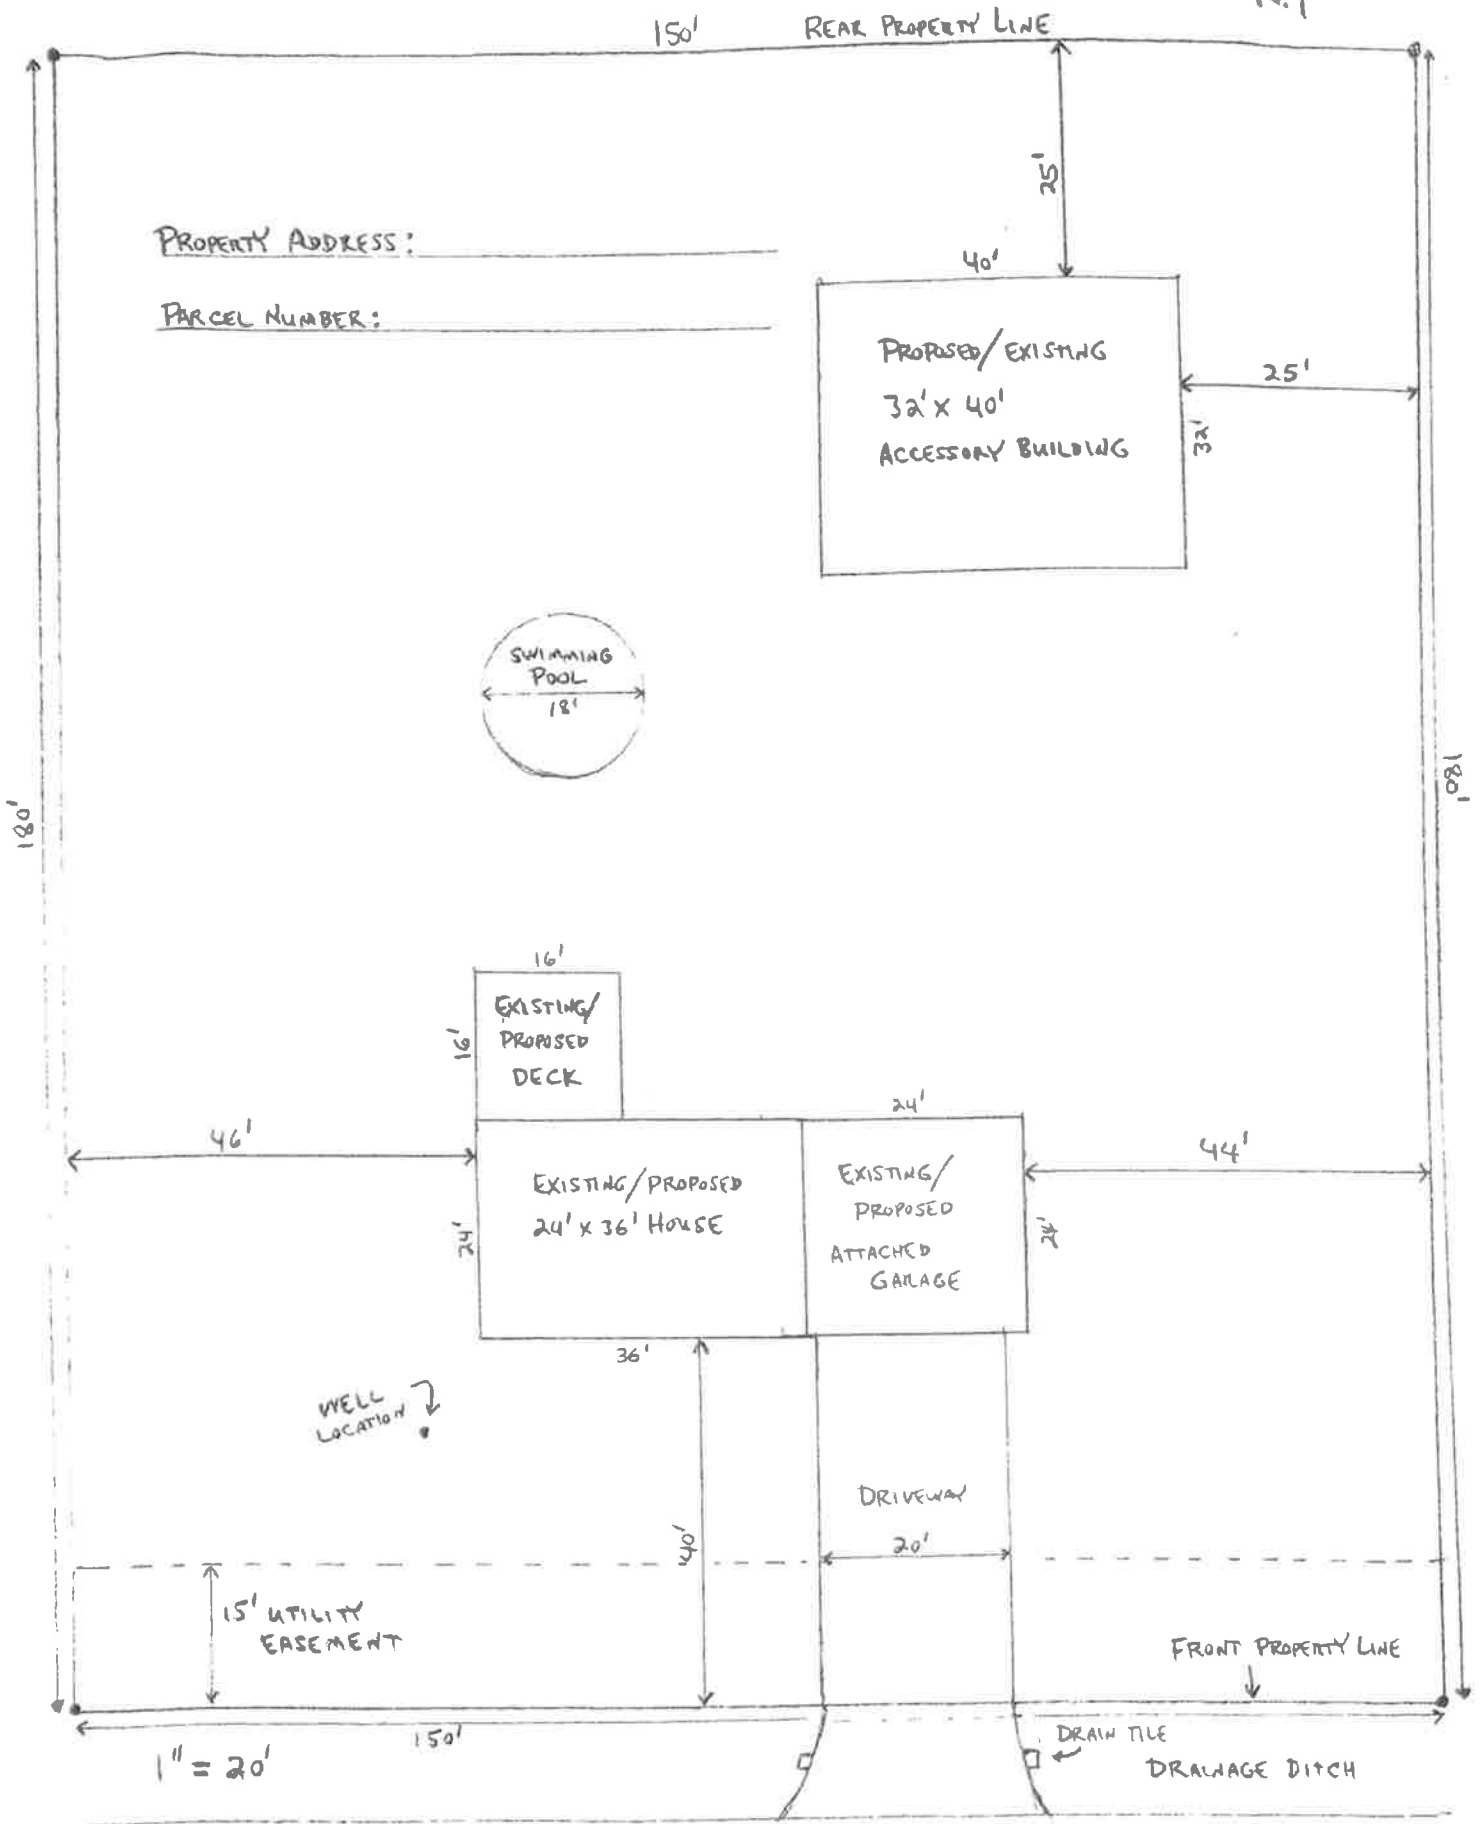 150' REAR PROPERTY LINE
25'
PROPERTY ADDRESS:
PARCEL NUMBER:
40'
PROPOSED/EXISTING
32' x 40'
ACCESSORY BUILDING
25'
32'
SWIMMING
POOL
18'
180'
180'
16'
16'
EXISTING/
PROPOSED
DECK
46'
24'
44'
EXISTING/PROPOSED
24' x 36' HOUSE
24'
EXISTING/
PROPOSED
ATTACHED
GARAGE
24'
36'
WELL
LOCATION
40'
DRIVEWAY
20'
15' UTILITY
EASEMENT
FRONT PROPERTY LINE
150'
1" = 20'
DRAIN TILE
DRAINAGE DITCH